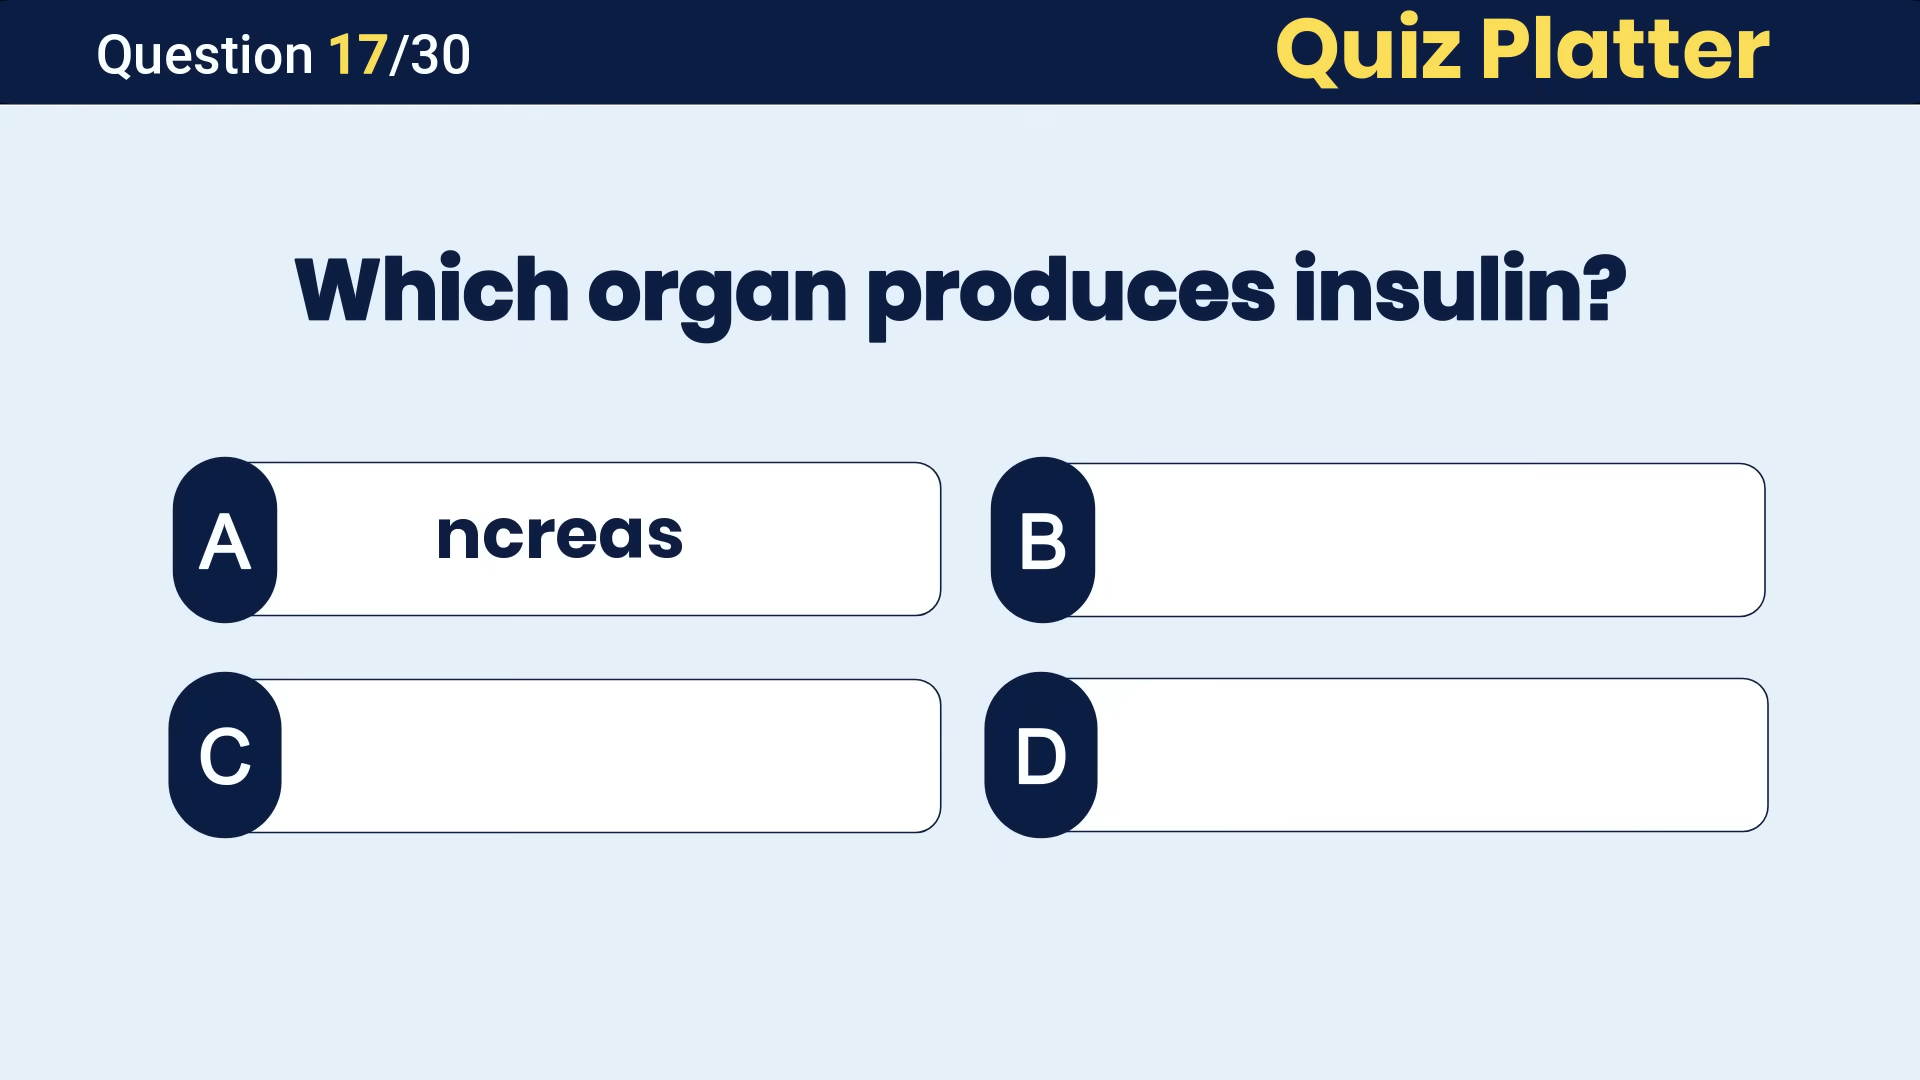 Question 17/30
Quiz Platter
Which organ produces insulin?
A
ncreas
B
C
D